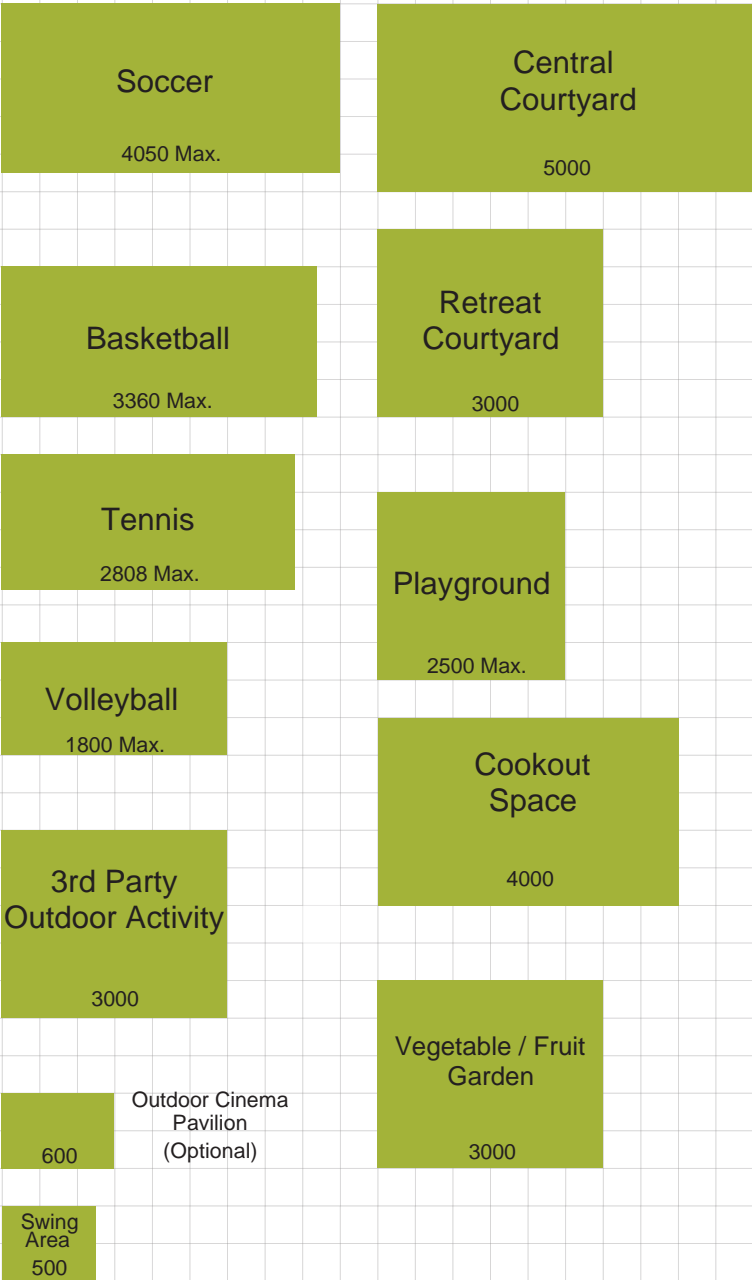 Soccer
4050 Max.
Central
Courtyard
5000
Basketball
3360 Max.
Retreat
Courtyard
3000
Tennis
2808 Max.
Playground
2500 Max.
Volleyball
1800 Max.
Cookout
Space
4000
3rd Party
Outdoor Activity
3000
Vegetable / Fruit
Garden
3000
600
Outdoor Cinema
Pavilion
(Optional)
Swing
Area
500